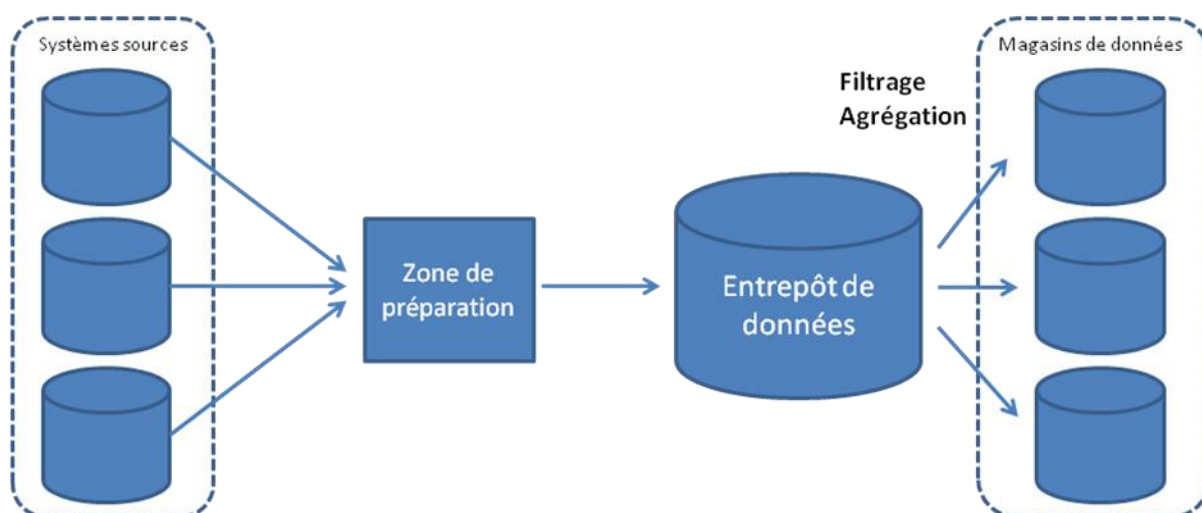 Systèmes sources
Magasins de données
Filtrage
Agrégation
Zone de
préparation
Entrepôt de
données